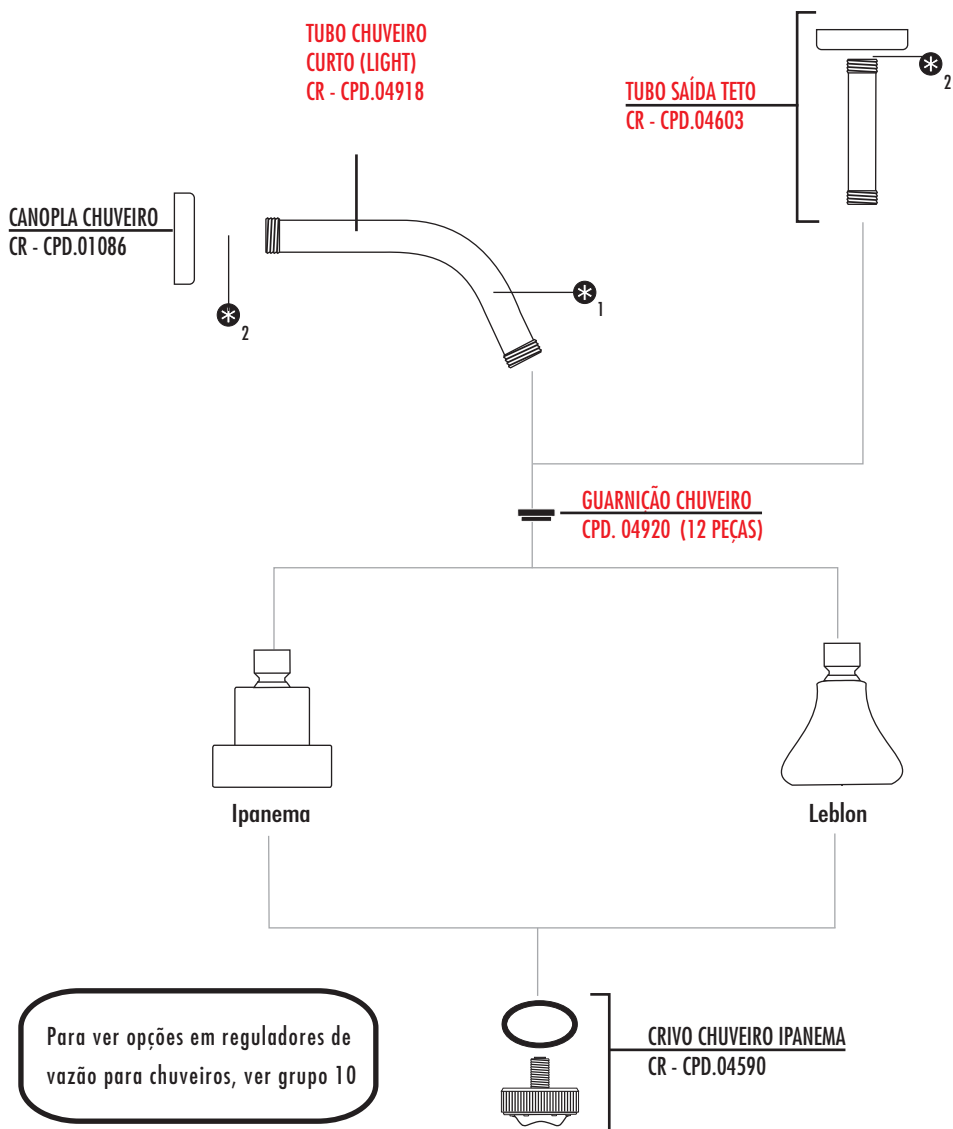 TUBO CHUVEIRO
CURTO (LIGHT)
CR - CPD.04918
TUBO SAÍDA TETO
CR - CPD.04603
2
CANOPLA CHUVEIRO
CR - CPD.01086
2
1
GUARNIÇÃO CHUVEIRO
CPD. 04920 (12 PEÇAS)
Ipanema
Leblon
Para ver opções em reguladores de
vazão para chuveiros, ver grupo 10
CRIVO CHUVEIRO IPANEMA
CR - CPD.04590